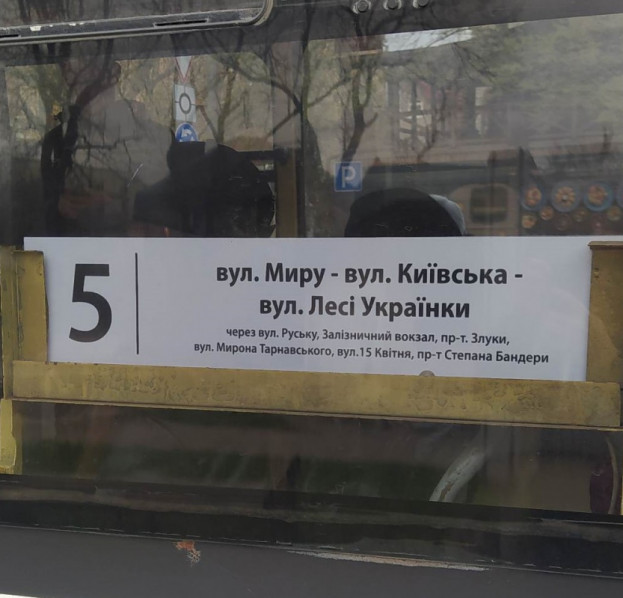 5
вул. Миру - вул. Київська -
вул. Лесі Українки
через вул. Руську, Залізничний вокзал, пр-т. Злуки,
вул. Мирона Тарнавського, вул.15 Квітня, пр-т Степана Бандери
P